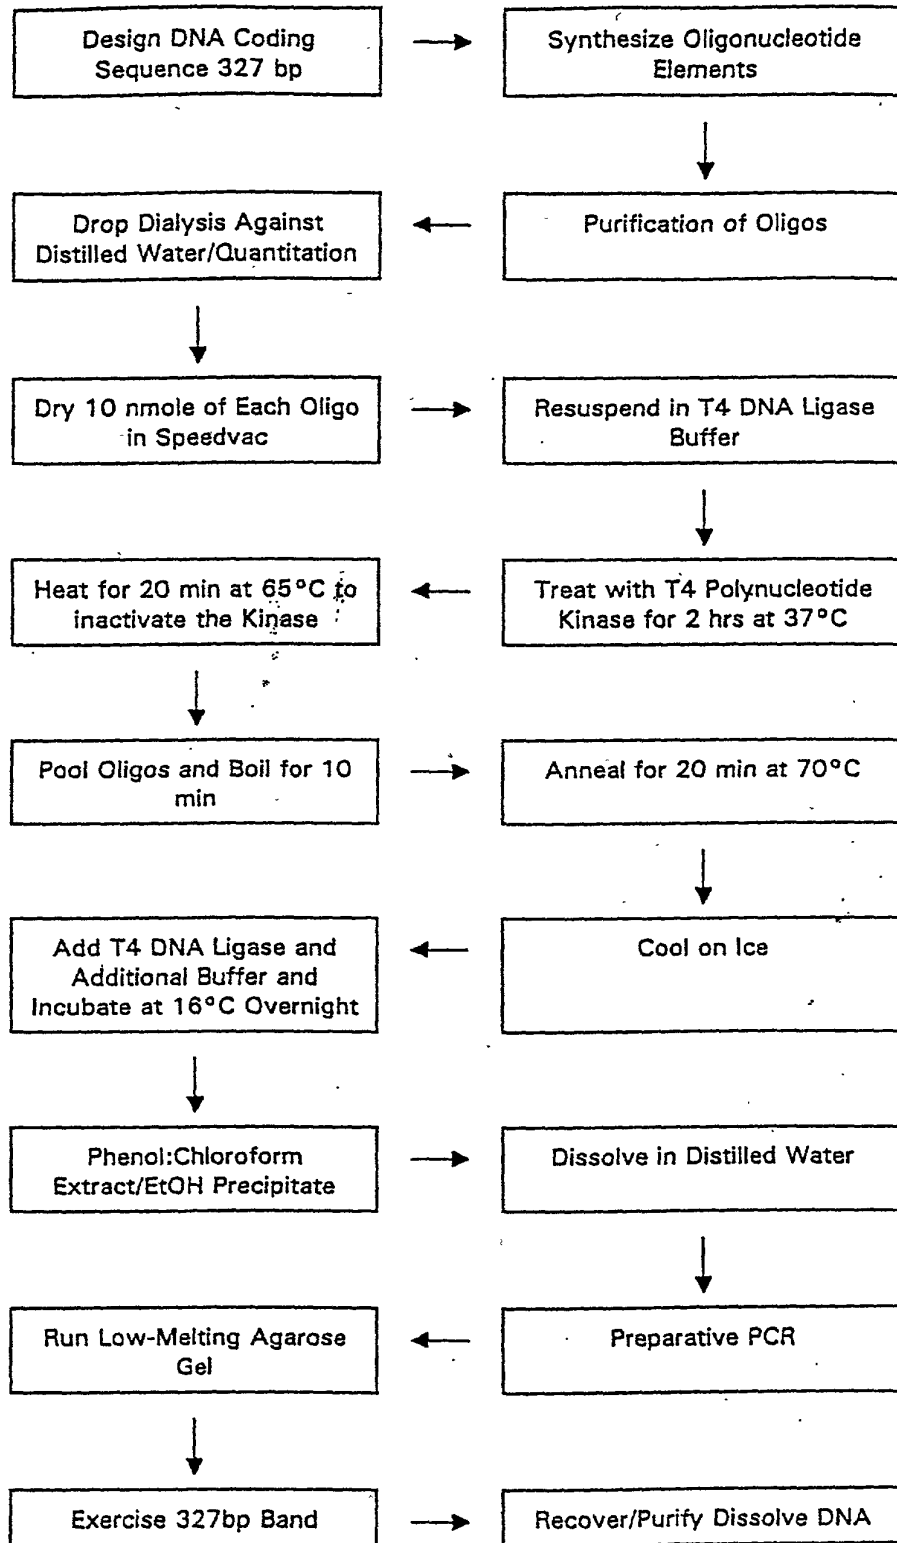 Design DNA Coding
Sequence 327 bp
Synthesize Oligonucleotide
Elements
Purification of Oligos
Drop Dialysis Against
Distilled Water/Quantitation
Dry 10 nmole of Each Oligo
in Speedvac
Resuspend in T4 DNA Ligase
Buffer
Treat with T4 Polynucleotide
Kinase for 2 hrs at 37°C
Heat for 20 min at 65°C to
inactivate the Kinase
Pool Oligos and Boil for 10
min
Anneal for 20 min at 70°C
Cool on Ice
Add T4 DNA Ligase and
Additional Buffer and
Incubate at 16°C Overnight
Phenol:Chloroform
Extract/EtOH Precipitate
Dissolve in Distilled Water
Preparative PCR
Run Low-Melting Agarose
Gel
Exercise 327bp Band
Recover/Purify Dissolve DNA